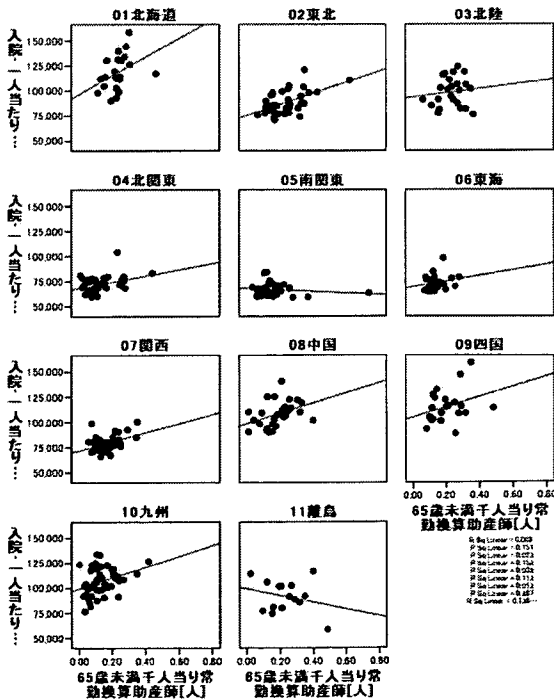 01北海道 02東北 03北陸
入院・一人当たり…
150,000
125,000
100,000
75,000
50,000
04北関東 05南関東 06東海
入院・一人当たり…
150,000
125,000
100,000
75,000
50,000
07関西 08中国 09四国
入院・一人当たり…
150,000
125,000
100,000
75,000
50,000
0.00 0.20 0.40 0.60 0.80
10九州 11離島
65歳未満千人当り常
勤換算助産師[人]
入院・一人当たり…
150,000
125,000
100,000
75,000
50,000
0.00 0.20 0.40 0.60 0.80 0.00 0.20 0.40 0.60 0.80
65歳未満千人当り常 65歳未満千人当り常
勤換算助産師[人] 勤換算助産師[人]